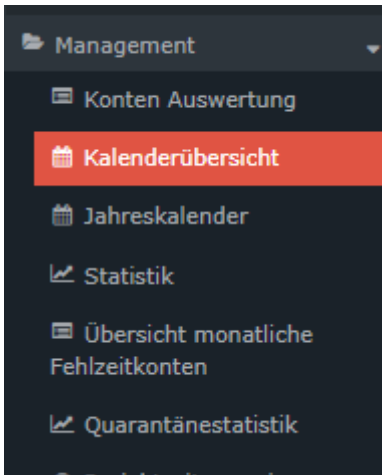 Management
Konten Auswertung
Kalenderübersicht
Jahreskalender
Statistik
Übersicht monatliche
Fehlzeitkonten
Quarantänestatistik